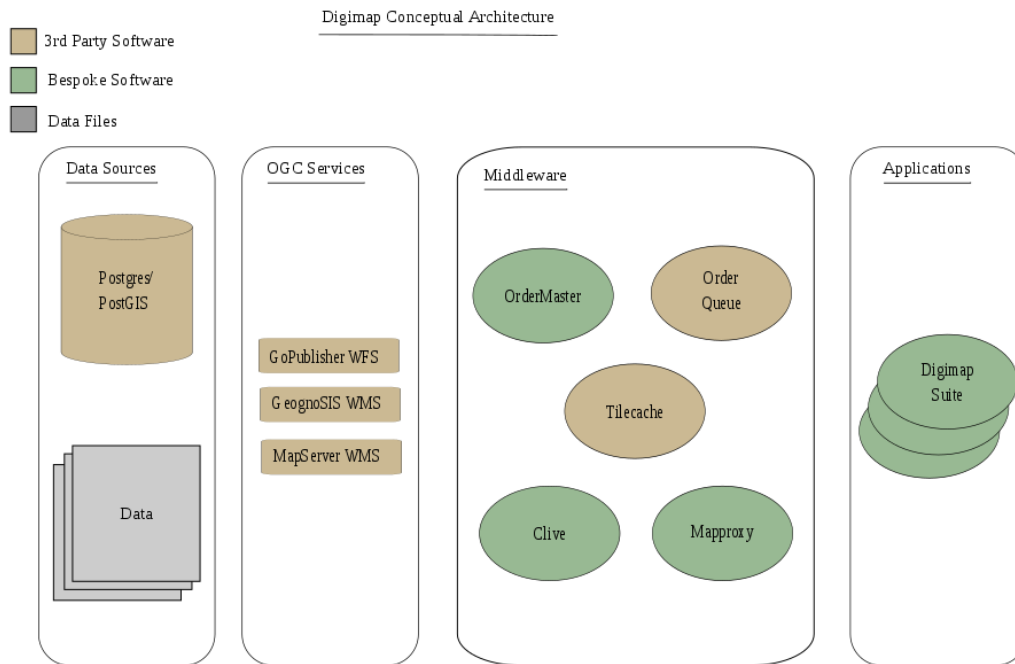 Digimap Conceptual Architecture
3rd Party Software
Bespoke Software
Data Files
Data Sources
Postgres/
PostGIS
Data
OGC Services
GoPublisher WFS
GeognoSIS WMS
MapServer WMS
Middleware
OrderMaster
Order
Queue
Tilecache
Clive
Mapproxy
Applications
Digimap
Suite